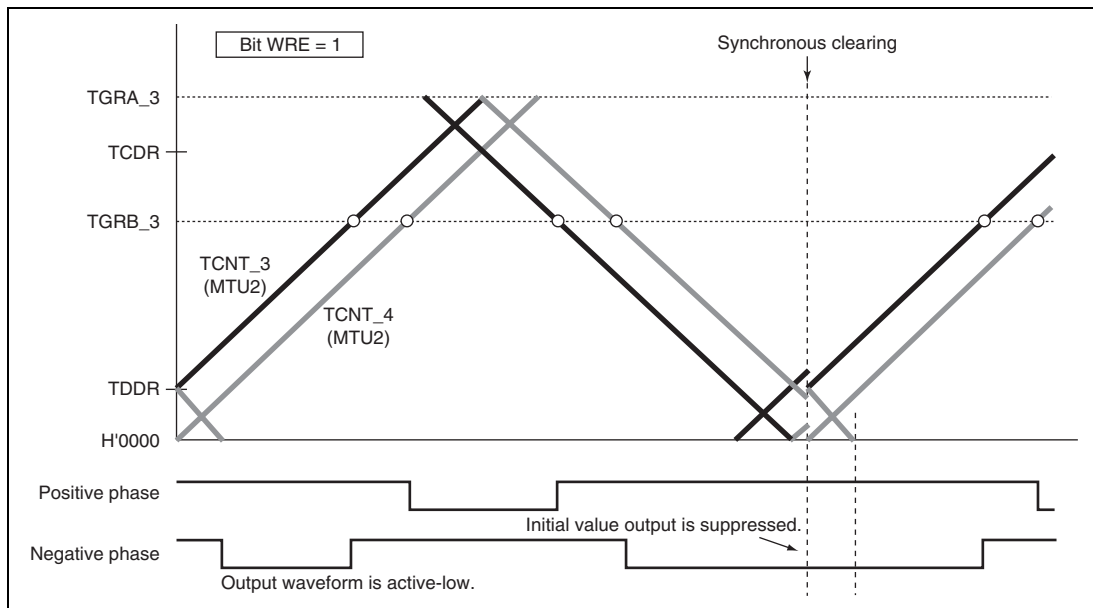 Bit WRE = 1
Synchronous clearing
TGRA_3
TCDR
TGRB_3
TCNT_3
(MTU2)
TCNT_4
(MTU2)
TDDR
H'0000
Positive phase
Initial value output is suppressed.
Negative phase
Output waveform is active-low.